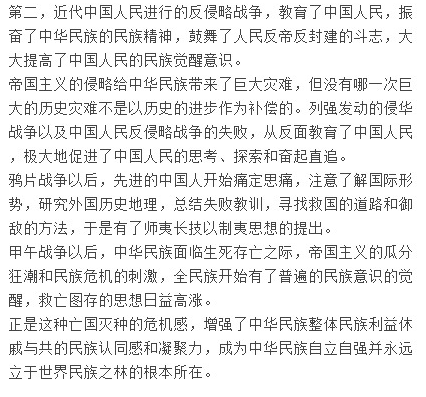 第二，近代中国人民进行的反侵略战争，教育了中国人民，振
奋了中华民族的民族精神，鼓舞了人民反帝反封建的斗志，大
大提高了中国人民的民族觉醒意识。
帝国主义的侵略给中华民族带来了巨大灾难，但没有哪一次巨
大的历史灾难不是以历史的进步作为补偿的。列强发动的侵华
战争以及中国人民反侵略战争的失败，从反面教育了中国人民
，极大地促进了中国人民的思考、探索和奋起直追。
鸦片战争以后，先进的中国人开始痛定思痛，注意了解国际形
势，研究外国历史地理，总结失败教训，寻找救国的道路和御
敌的方法，于是有了师夷长技以制夷思想的提出。
甲午战争以后，中华民族面临生死存亡之际，帝国主义的瓜分
狂潮和民族危机的刺激，全民族开始有了普遍的民族意识的觉
醒，救亡图存的思想日益高涨。
正是这种亡国灭种的危机感，增强了中华民族整体民族利益休
戚与共的民族认同感和凝聚力，成为中华民族自立自强并永远
立于世界民族之林的根本所在。